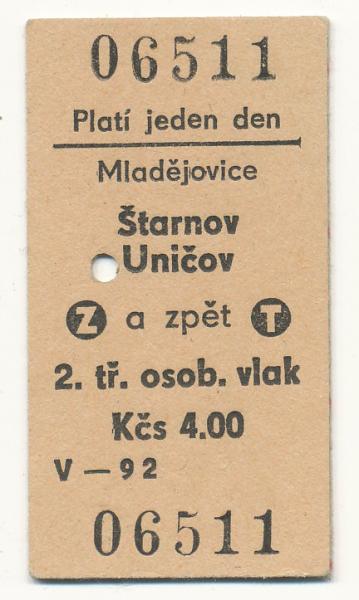 06511
Platí jeden den
Mladějovice
Štarnov
Uničov
Z a zpět T
2. tř. osob. vlak
Kčs 4.00
V — 92
06511